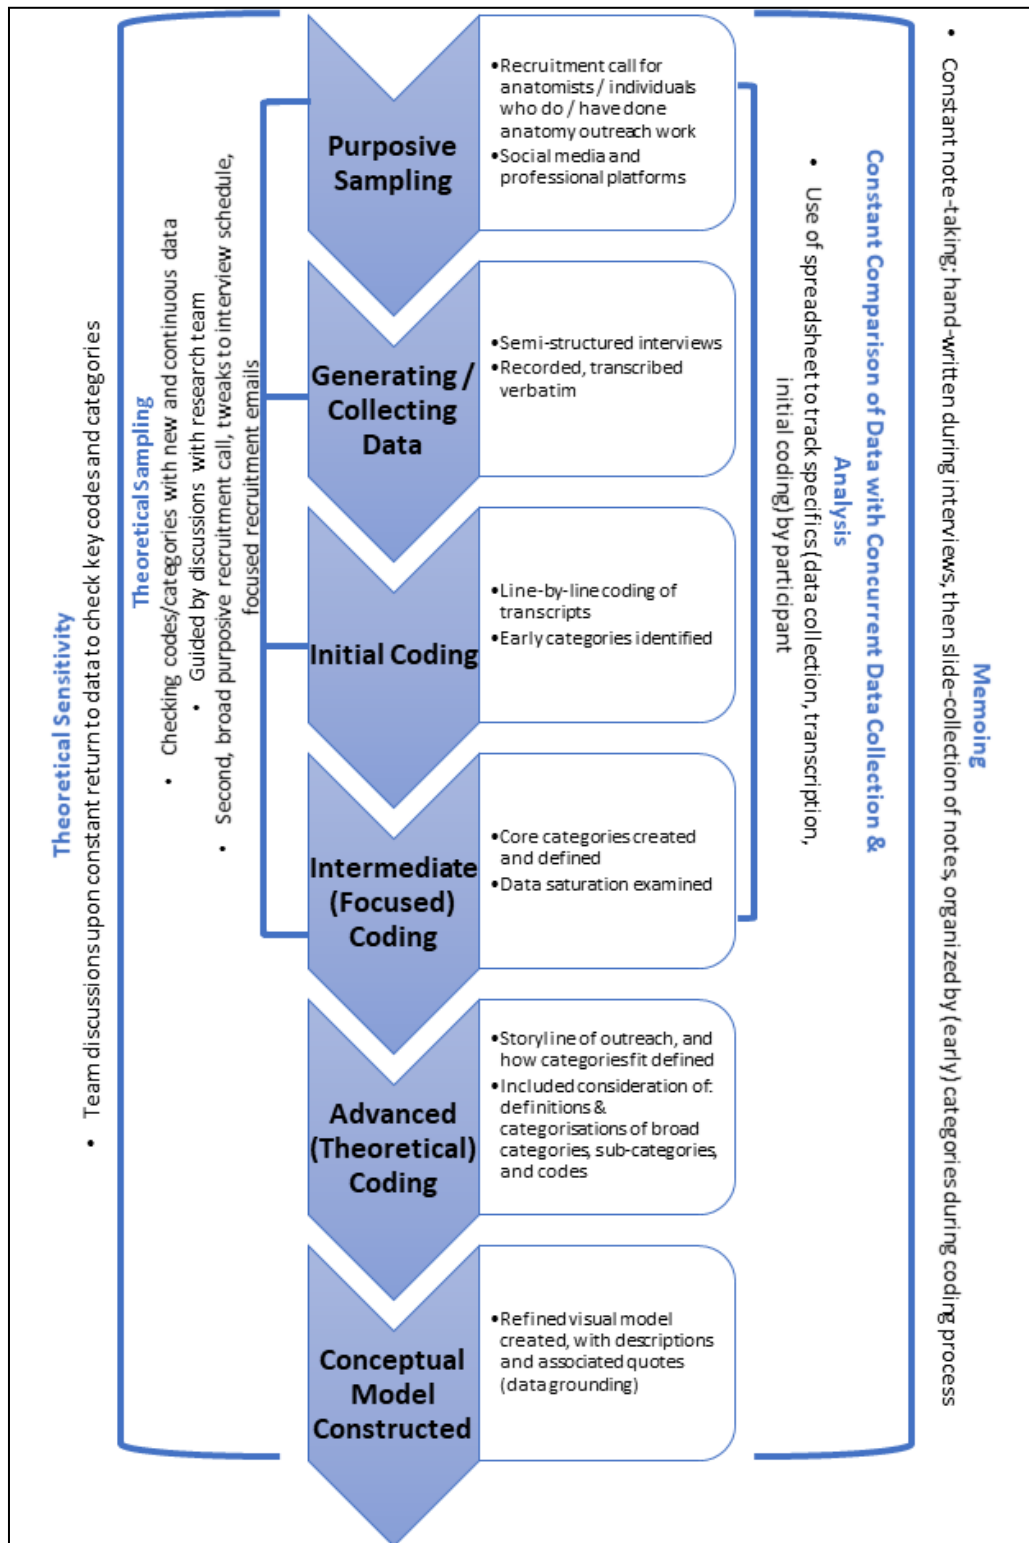 Theoretical Sensitivity
• Team discussions upon constant return to data to check key codes and categories
Theoretical Sampling
• Checking codes/categories with new and continuous data
• Guided by discussions with research team
• Second, broad purposive recruitment call, tweaks to interview schedule,
focused recruitment emails
Purposive
Sampling
•Recruitment call for
anatomists / individuals
who do / have done
anatomy outreach work
•Social media and
professional platforms
Generating /
Collecting
Data
•Semi-structured interviews
•Recorded, transcribed
verbatim
Initial Coding
•Line-by-line coding of
transcripts
•Early categories identified
Intermediate
(Focused)
Coding
•Core categories created
and defined
•Data saturation examined
Advanced
(Theoretical)
Coding
•Storyline of outreach, and
how categories fit defined
•Included consideration of:
definitions &
categorisations of broad
categories, sub-categories,
and codes
Conceptual
Model
Constructed
•Refined visual model
created, with descriptions
and associated quotes
(data grounding)
Constant Comparison of Data with Concurrent Data Collection &
Analysis
• Use of spreadsheet to track specifics (data collection, transcription,
initial coding) by participant
Memoing
• Constant note-taking; hand-written during interviews, then slide-collection of notes, organized by (early) categories during coding process